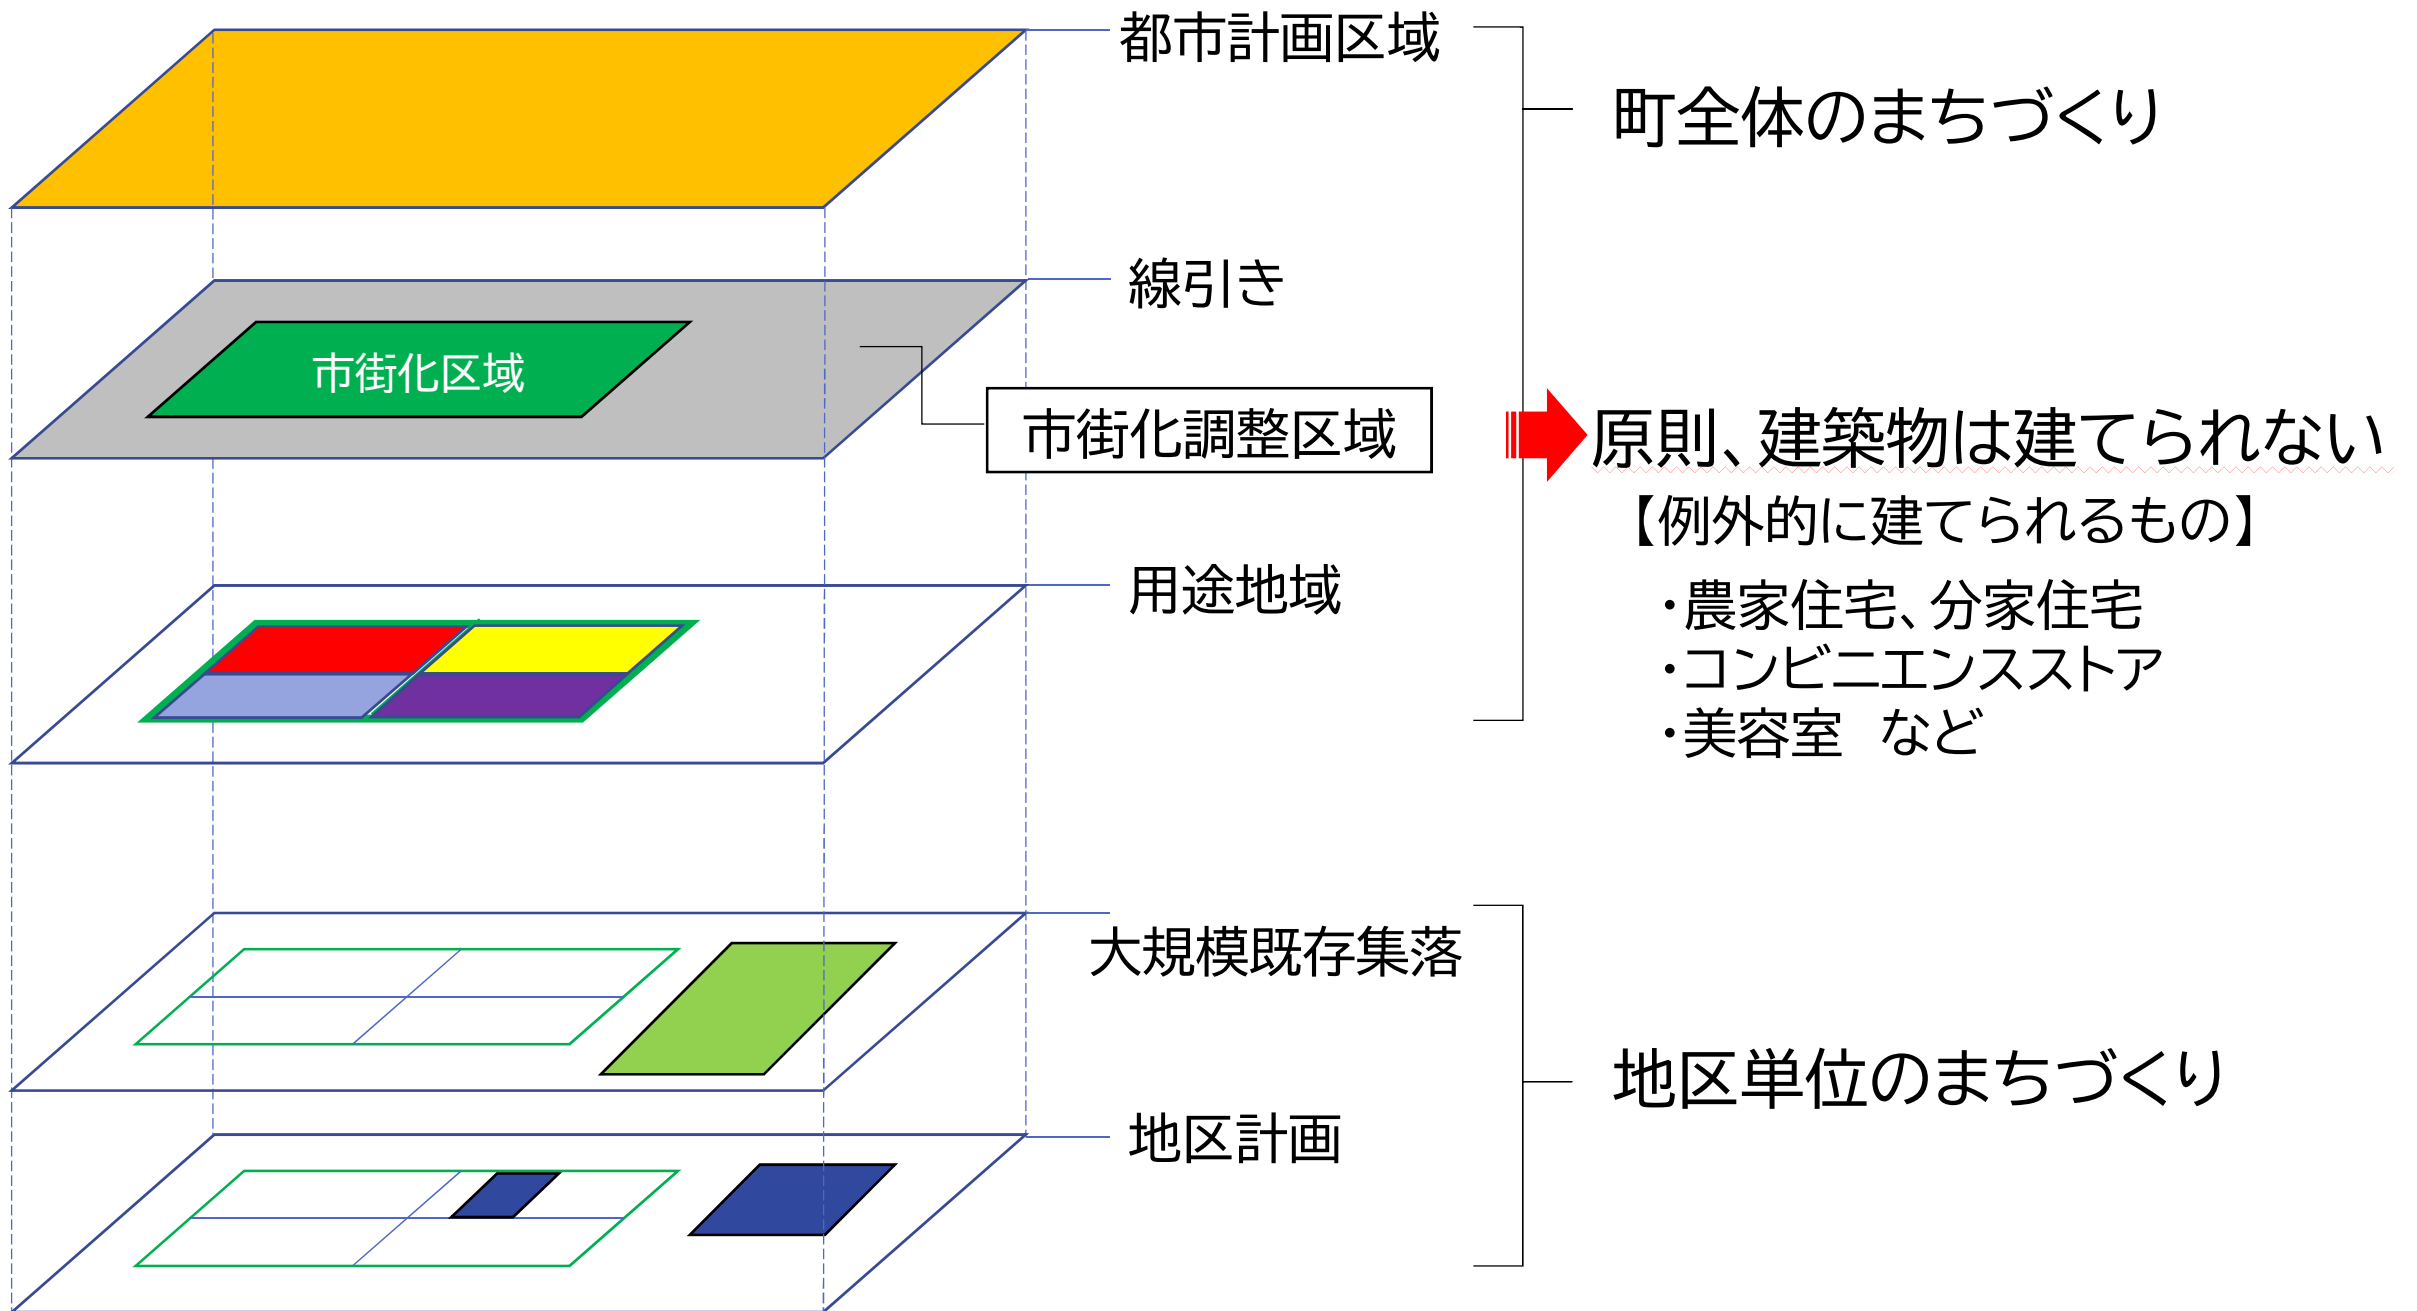 都市計画区域
町全体のまちづくり
線引き
市街化区域
市街化調整区域
原則、建築物は建てられない
【例外的に建てられるもの】
用途地域
・農家住宅、分家住宅
・コンビニエンスストア
・美容室　など
大規模既存集落
地区単位のまちづくり
地区計画